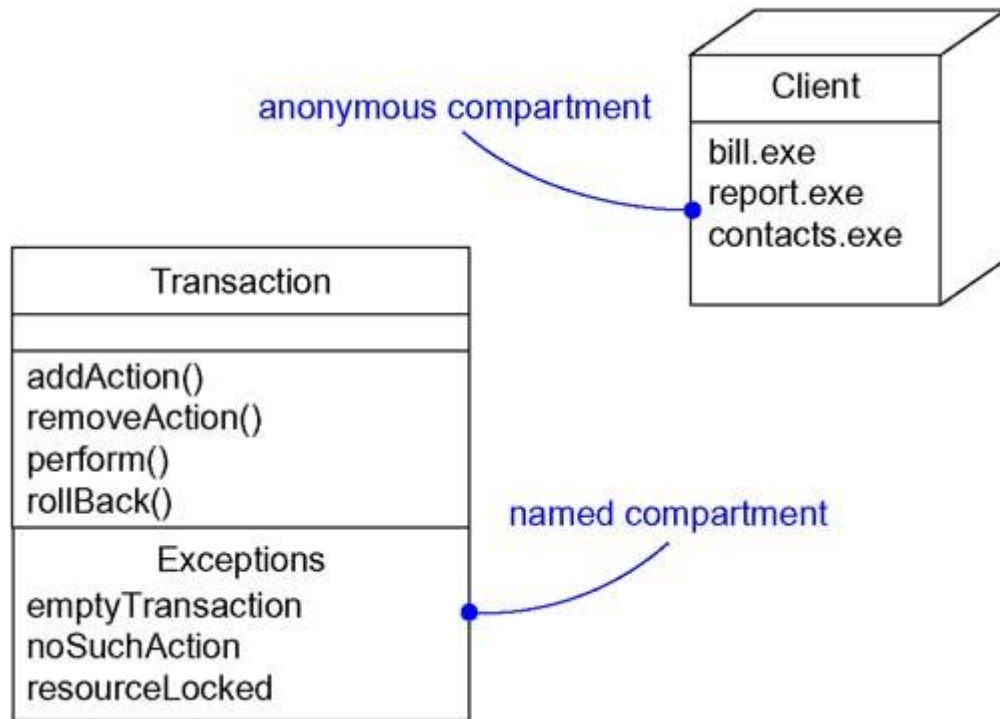 Client
anonymous compartment
bill.exe
report.exe
contacts.exe
Transaction
addAction()
removeAction()
perform()
rollBack()
named compartment
Exceptions
emptyTransaction
noSuchAction
resourceLocked